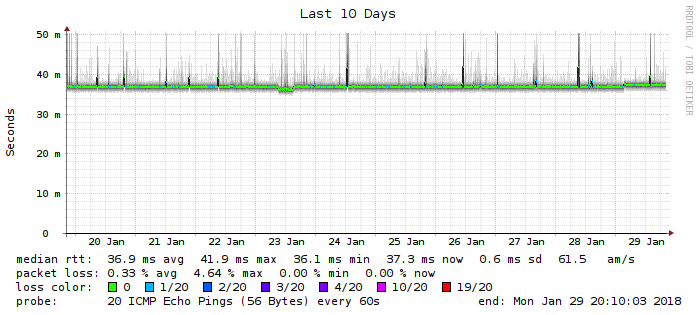 Last 10 Days
RRDTOOL / TOBI OETIKER
Seconds
50 m
40 m
30 m
20 m
10 m
0
20 Jan 21 Jan 22 Jan 23 Jan 24 Jan 25 Jan 26 Jan 27 Jan 28 Jan 29 Jan
median rtt: 36.9 ms avg 41.9 ms max 36.1 ms min 37.3 ms now 0.6 ms sd 61.5 am/s
packet loss: 0.33 % avg 4.64 % max 0.00 % min 0.00 % now
loss color: 0 1/20 2/20 3/20 4/20 10/20 19/20
probe: 20 ICMP Echo Pings (56 Bytes) every 60s end: Mon Jan 29 20:10:03 2018